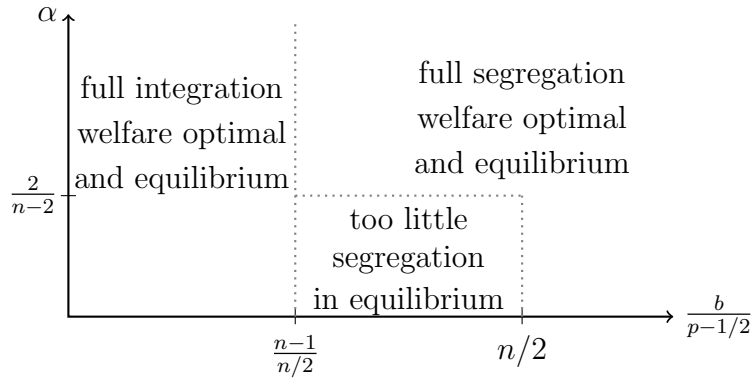 α
full integration
welfare optimal
and equilibrium
full segregation
welfare optimal
and equilibrium
2/(n−2)
too little
segregation
in equilibrium
(n−1)/(n/2)
n/2
b/(p−1/2)